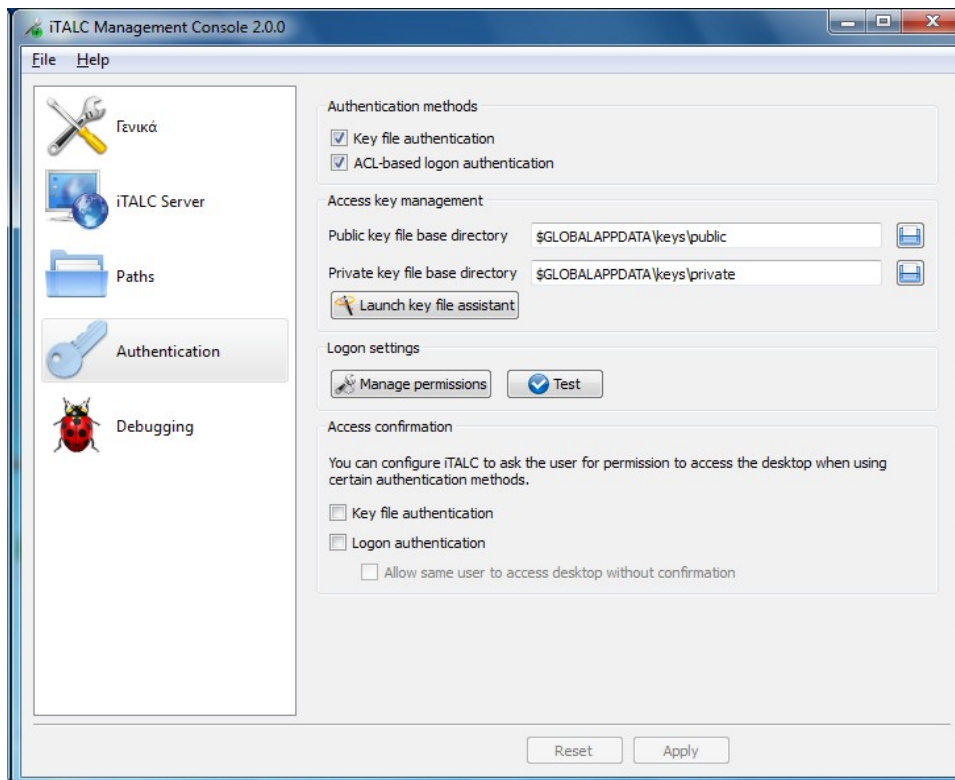 iTALC Management Console 2.0.0
File Help
Γενικά
iTALC Server
Paths
Authentication
Debugging
Authentication methods
Key file authentication
ACL-based logon authentication
Access key management
Public key file base directory $GLOBALAPPDATA\keys\public
Private key file base directory $GLOBALAPPDATA\keys\private
Launch key file assistant
Logon settings
Manage permissions Test
Access confirmation
You can configure iTALC to ask the user for permission to access the desktop when using
certain authentication methods.
Key file authentication
Logon authentication
Allow same user to access desktop without confirmation
Reset Apply